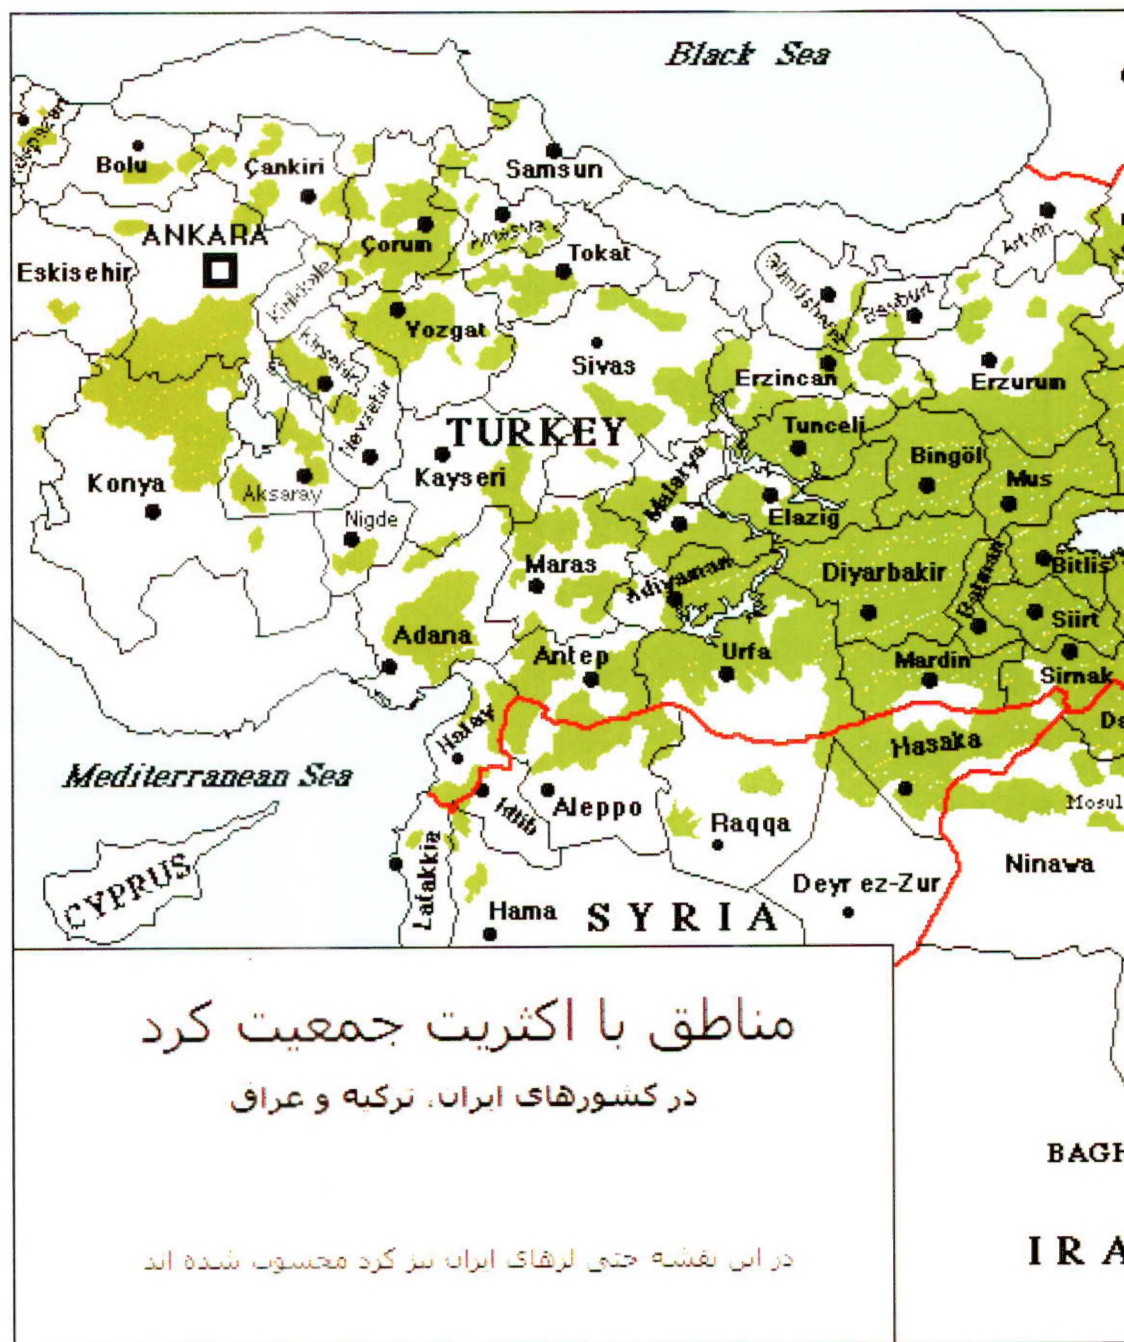 Black Sea
Bolu
Çankiri
Samsun
ANKARA
Çorum
Amasya
Tokat
Artvin
Eskisehir
Kirikkale
Gümüshane
Bayburt
Yozgat
Kirsehir
Sivas
Erzincan
Erzurum
Nevzehir
TURKEY
Tunceli
Bingöl
Mus
Konya
Aksaray
Kayseri
Malatya
Elazig
Nigde
Maras
Adiyaman
Diyarbakir
Batman
Bitlis
Siirt
Adana
Antep
Urfa
Mardin
Sirnak
Hatay
Hasaka
Da
Mediterranean Sea
Idlib
Aleppo
Raqqa
Mosul
CYPRUS
Latakkia
Deyr ez-Zur
Ninawa
Hama
SYRIA
مناطق با اکثریت جمعیت کرد
در کشورهای ایران، ترکیه و عراق
BAGH
IRA
در این نقشه حتی لرهای ایران نیز کرد محسوب شده اند